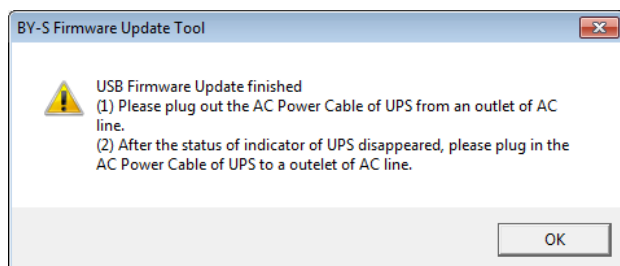 BY-S Firmware Update Tool
USB Firmware Update finished
(1) Please plug out the AC Power Cable of UPS from an outlet of AC
line.
(2) After the status of indicator of UPS disappeared, please plug in the
AC Power Cable of UPS to a outelet of AC line.
OK